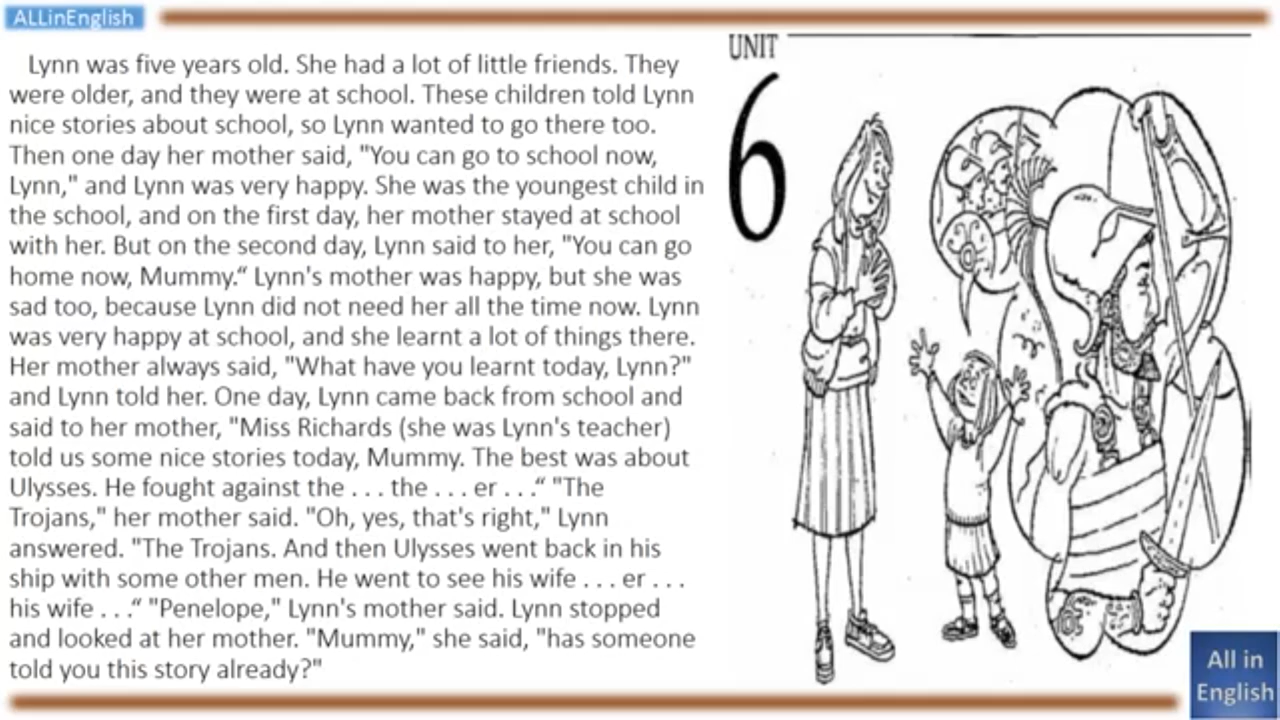 ALLinEnglish
Lynn was five years old. She had a lot of little friends. They
were older, and they were at school. These children told Lynn
nice stories about school, so Lynn wanted to go there too.
Then one day her mother said, "You can go to school now,
Lynn," and Lynn was very happy. She was the youngest child in
the school, and on the first day, her mother stayed at school
with her. But on the second day, Lynn said to her, "You can go
home now, Mummy.“ Lynn's mother was happy, but she was
sad too, because Lynn did not need her all the time now. Lynn
was very happy at school, and she learnt a lot of things there.
Her mother always said, "What have you learnt today, Lynn?"
and Lynn told her. One day, Lynn came back from school and
said to her mother, "Miss Richards (she was Lynn's teacher)
told us some nice stories today, Mummy. The best was about
Ulysses. He fought against the . . . the . . . er . . .“ "The
Trojans," her mother said. "Oh, yes, that's right," Lynn
answered. "The Trojans. And then Ulysses went back in his
ship with some other men. He went to see his wife . . . er . . .
his wife . . .“ "Penelope," Lynn's mother said. Lynn stopped
and looked at her mother. "Mummy," she said, "has someone
told you this story already?"
UNIT
6
All in
English